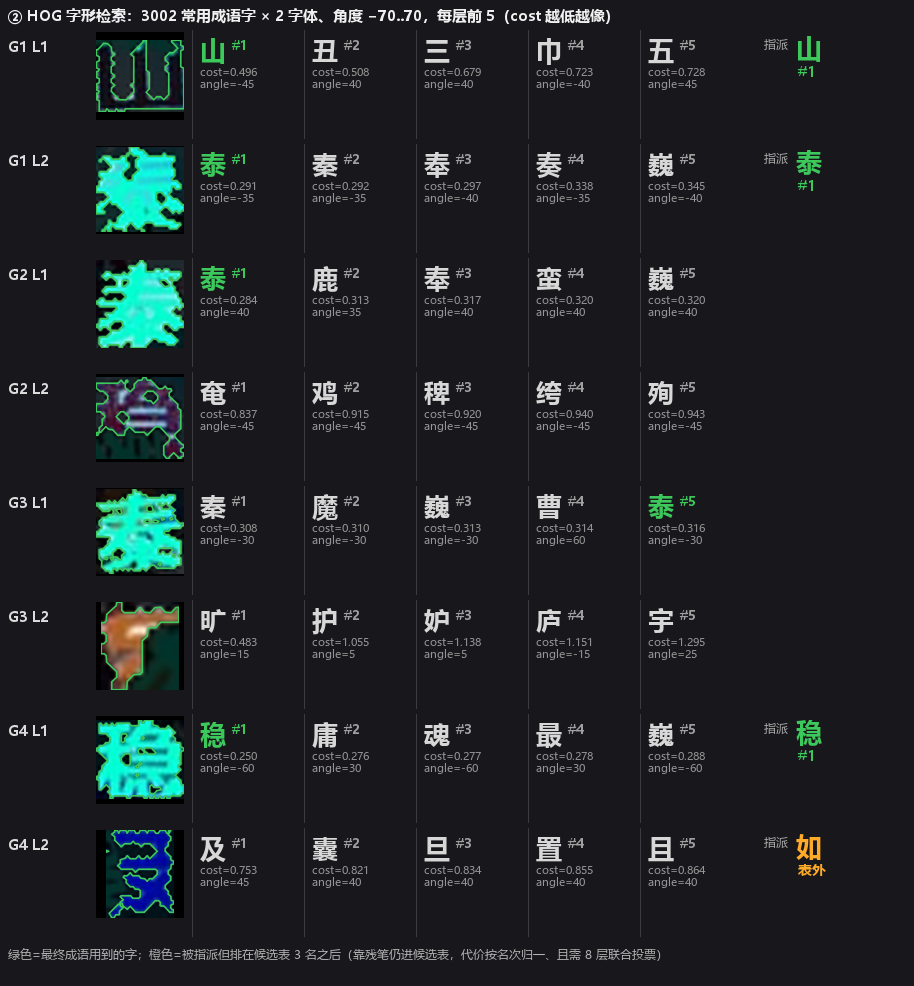 ② HOG 字形检索：3002 常用成语字 × 2 字体、角度 −70..70，每层前 5（cost 越低越像）
G1 L1 山 #1 cost=0.496 angle=-45 丑 #2 cost=0.508 angle=40 三 #3 cost=0.679 angle=40 巾 #4 cost=0.723 angle=-40 五 #5 cost=0.728 angle=45 指派 山 #1
G1 L2 泰 #1 cost=0.291 angle=-35 秦 #2 cost=0.292 angle=-35 奉 #3 cost=0.297 angle=-40 奏 #4 cost=0.338 angle=-35 巍 #5 cost=0.345 angle=-40 指派 泰 #1
G2 L1 泰 #1 cost=0.284 angle=40 鹿 #2 cost=0.313 angle=35 奉 #3 cost=0.317 angle=40 蛮 #4 cost=0.320 angle=40 巍 #5 cost=0.320 angle=40
G2 L2 奄 #1 cost=0.837 angle=-45 鸡 #2 cost=0.915 angle=-45 稗 #3 cost=0.920 angle=-45 绔 #4 cost=0.940 angle=-45 殉 #5 cost=0.943 angle=-45
G3 L1 秦 #1 cost=0.308 angle=-30 魔 #2 cost=0.310 angle=-30 巍 #3 cost=0.313 angle=-30 曹 #4 cost=0.314 angle=60 泰 #5 cost=0.316 angle=-30
G3 L2 旷 #1 cost=0.483 angle=15 护 #2 cost=1.055 angle=5 妒 #3 cost=1.138 angle=5 庐 #4 cost=1.151 angle=-15 宇 #5 cost=1.295 angle=25
G4 L1 稳 #1 cost=0.250 angle=-60 庸 #2 cost=0.276 angle=30 魂 #3 cost=0.277 angle=-60 最 #4 cost=0.278 angle=30 巍 #5 cost=0.288 angle=-60 指派 稳 #1
G4 L2 及 #1 cost=0.753 angle=45 囊 #2 cost=0.821 angle=40 旦 #3 cost=0.834 angle=40 置 #4 cost=0.855 angle=40 且 #5 cost=0.864 angle=40 指派 如 表外
绿色=最终成语用到的字；橙色=被指派但排在候选表 3 名之后（靠残笔仍进候选表，代价按名次归一、且需 8 层联合投票）